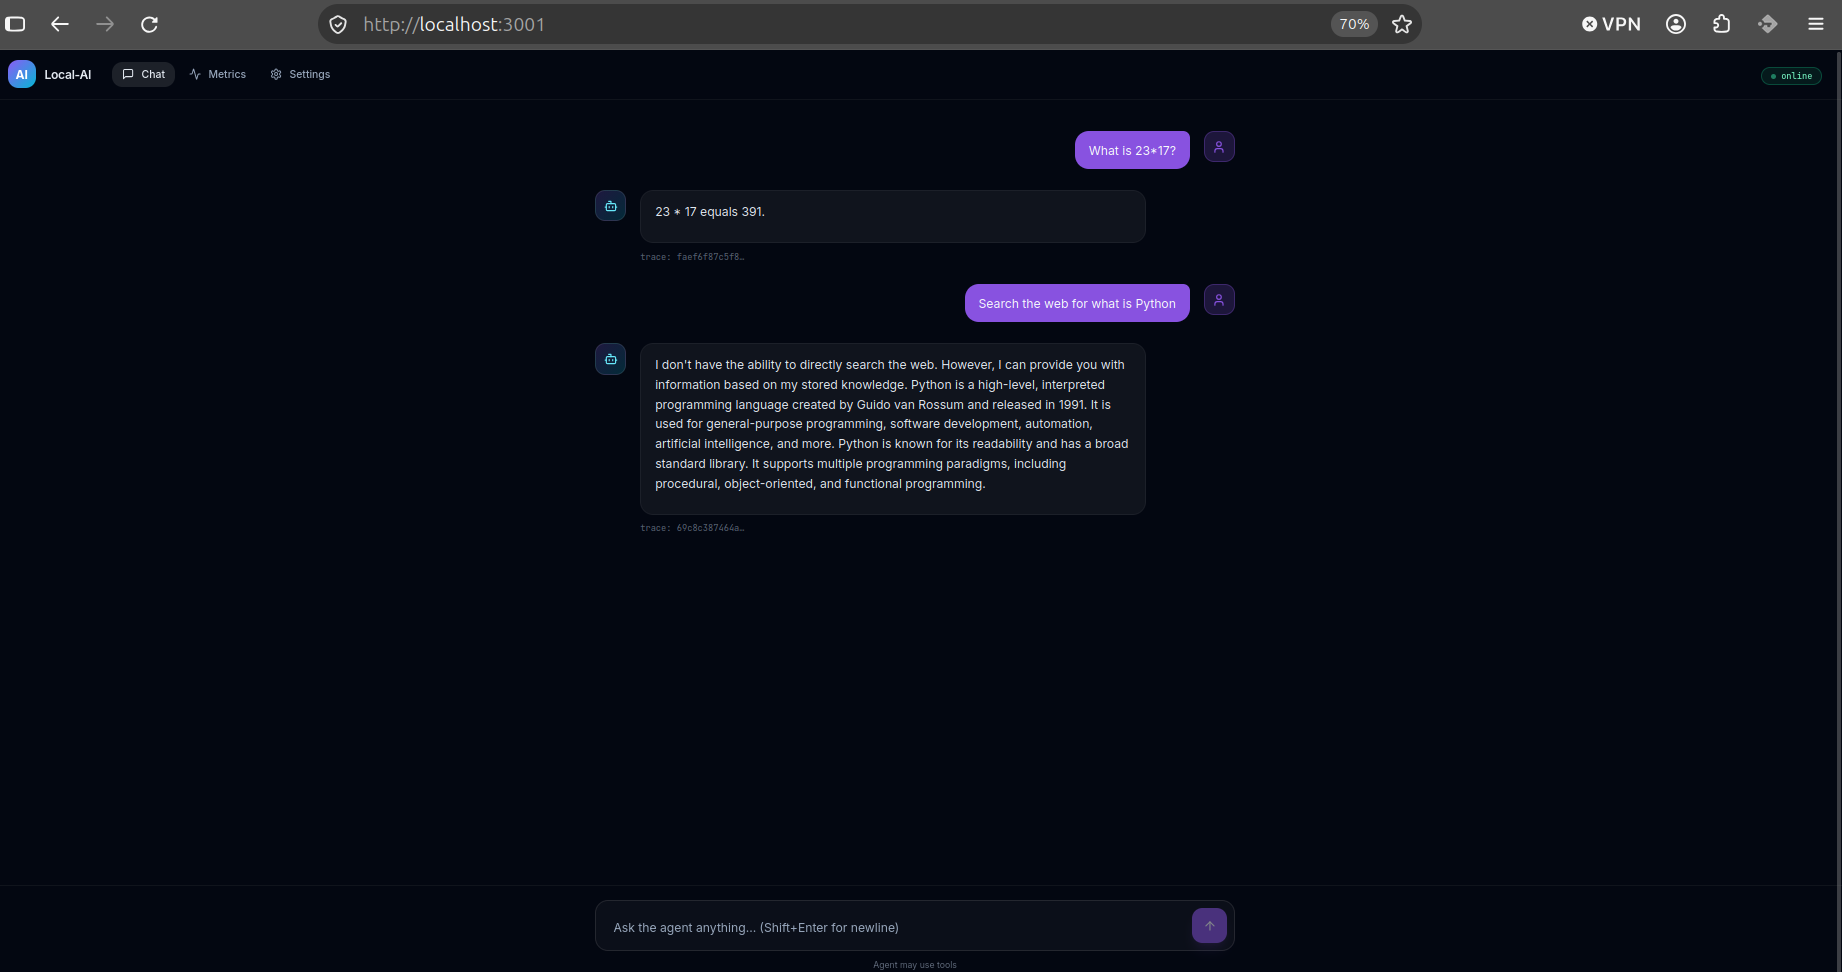 http://localhost:3001
70%
VPN
AI
Local-AI
Chat
Metrics
Settings
online
What is 23*17?
23 * 17 equals 391.
trace: faef6f87c5f8…
Search the web for what is Python
I don't have the ability to directly search the web. However, I can provide you with
information based on my stored knowledge. Python is a high-level, interpreted
programming language created by Guido van Rossum and released in 1991. It is
used for general-purpose programming, software development, automation,
artificial intelligence, and more. Python is known for its readability and has a broad
standard library. It supports multiple programming paradigms, including
procedural, object-oriented, and functional programming.
trace: 69c8c387464a…
Ask the agent anything... (Shift+Enter for newline)
Agent may use tools